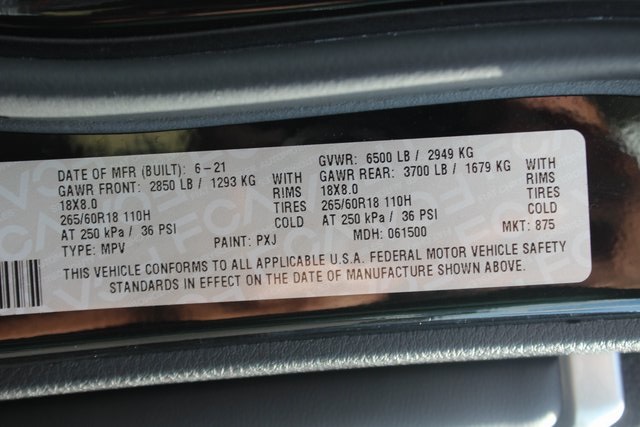 DATE OF MFR (BUILT): 6-21 GVWR: 6500 LB / 2949 KG
GAWR FRONT: 2850 LB / 1293 KG WITH GAWR REAR: 3700 LB / 1679 KG WITH
18X8.0 RIMS 18X8.0 RIMS
265/60R18 110H TIRES 265/60R18 110H TIRES
AT 250 kPa / 36 PSI COLD AT 250 kPa / 36 PSI COLD
TYPE: MPV PAINT: PXJ MDH: 061500 MKT: 875
THIS VEHICLE CONFORMS TO ALL APPLICABLE U.S.A. FEDERAL MOTOR VEHICLE SAFETY
STANDARDS IN EFFECT ON THE DATE OF MANUFACTURE SHOWN ABOVE.